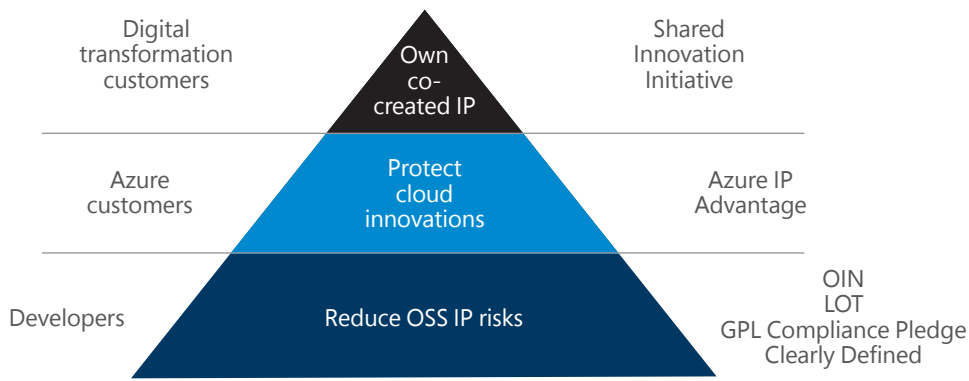 Digital
transformation
customers
Own
co-
created IP
Shared
Innovation
Initiative
Azure
customers
Protect
cloud
innovations
Azure IP
Advantage
Developers
Reduce OSS IP risks
OIN
LOT
GPL Compliance Pledge
Clearly Defined